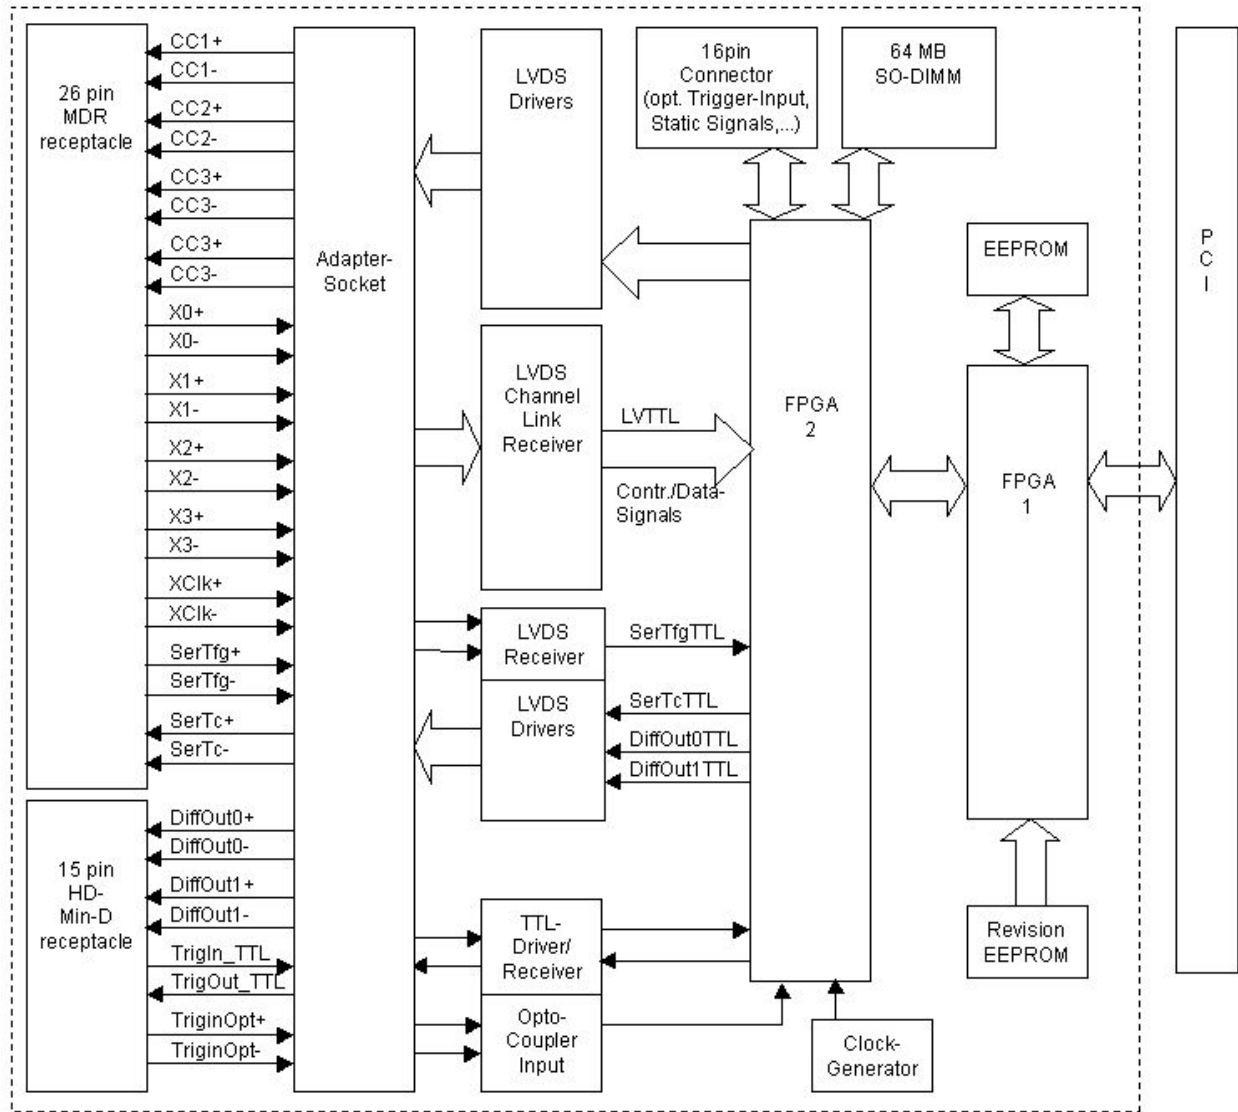 26 pin
MDR
receptacle
CC1+
CC1-
CC2+
CC2-
CC3+
CC3-
CC3+
CC3-
X0+
X0-
X1+
X1-
X2+
X2-
X3+
X3-
XClk+
XClk-
SerTfg+
SerTfg-
SerTc+
SerTc-
15 pin
HD-
Min-D
receptacle
DiffOut0+
DiffOut0-
DiffOut1+
DiffOut1-
TrigIn_TTL
TrigOut_TTL
TriginOpt+
TriginOpt-
Adapter-
Socket
LVDS
Drivers
LVDS
Channel
Link
Receiver
LVTTL
Contr./Data-
Signals
LVDS
Receiver
SerTfgTTL
LVDS
Drivers
SerTcTTL
DiffOut0TTL
DiffOut1TTL
TTL-
Driver/
Receiver
Opto-
Coupler
Input
16pin
Connector
(opt. Trigger-Input,
Static Signals,...)
64 MB
SO-DIMM
FPGA
2
Clock-
Generator
EEPROM
FPGA
1
Revision
EEPROM
P
C
I